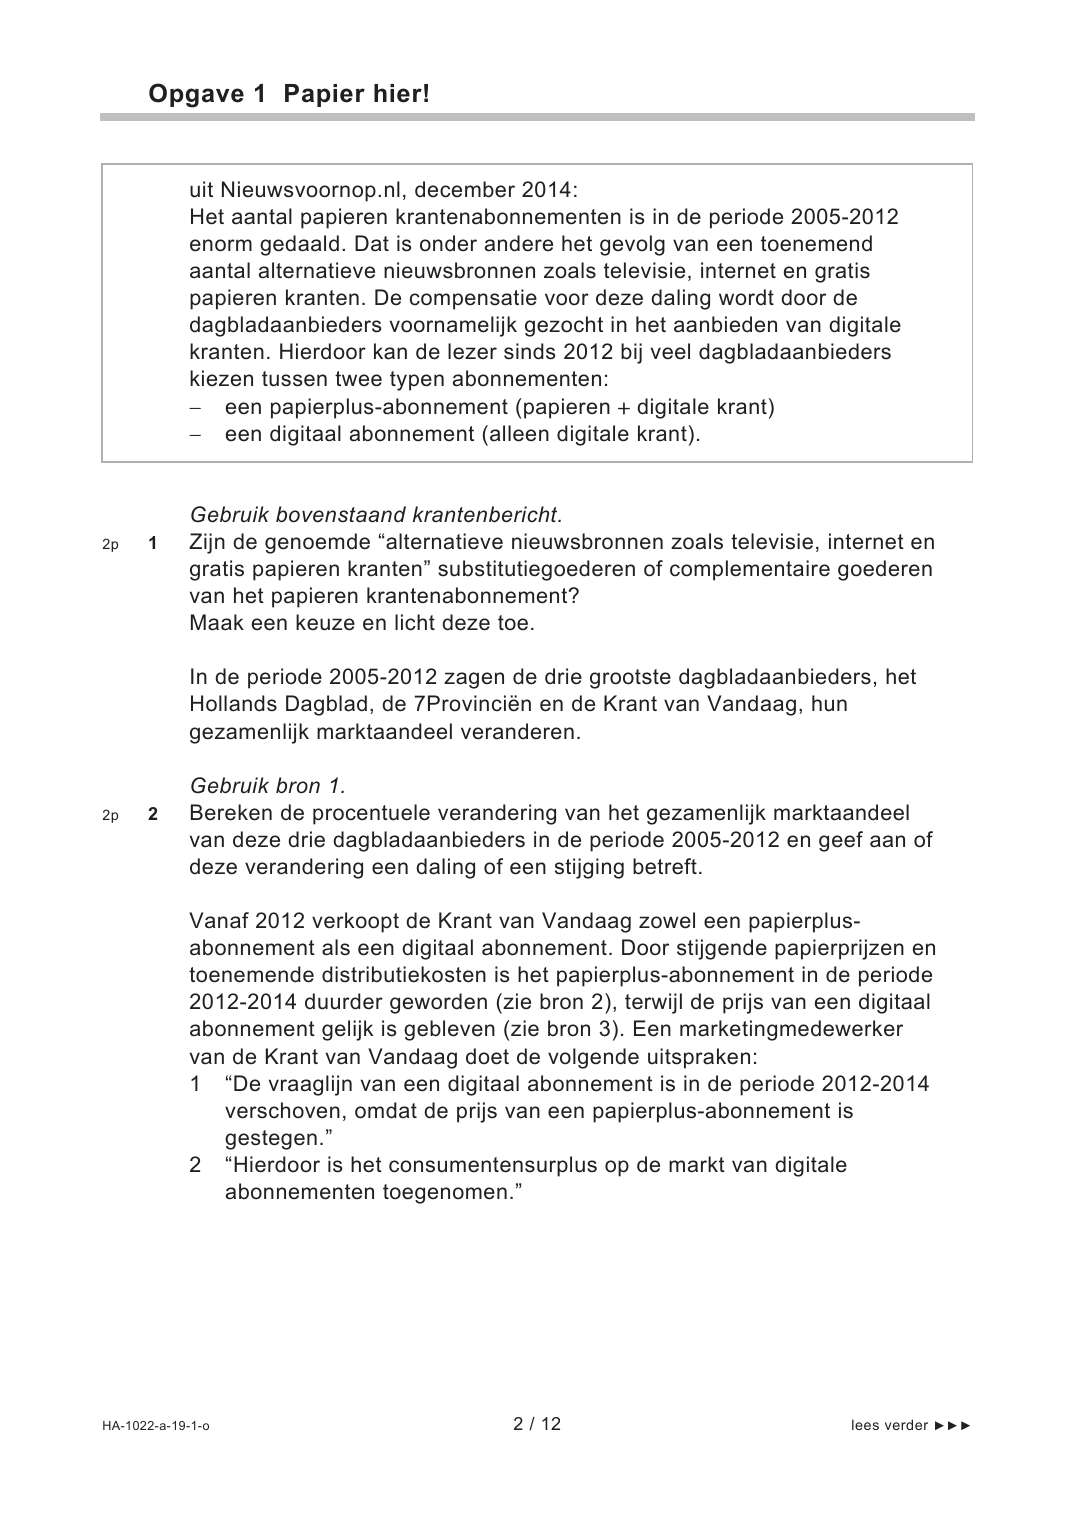 Opgave 1  Papier hier!
uit Nieuwsvoornop.nl, december 2014:
Het aantal papieren krantenabonnementen is in de periode 2005-2012
enorm gedaald. Dat is onder andere het gevolg van een toenemend
aantal alternatieve nieuwsbronnen zoals televisie, internet en gratis
papieren kranten. De compensatie voor deze daling wordt door de
dagbladaanbieders voornamelijk gezocht in het aanbieden van digitale
kranten. Hierdoor kan de lezer sinds 2012 bij veel dagbladaanbieders
kiezen tussen twee typen abonnementen:
– een papierplus-abonnement (papieren + digitale krant)
– een digitaal abonnement (alleen digitale krant).
Gebruik bovenstaand krantenbericht.
2p 1 Zijn de genoemde “alternatieve nieuwsbronnen zoals televisie, internet en
gratis papieren kranten” substitutiegoederen of complementaire goederen
van het papieren krantenabonnement?
Maak een keuze en licht deze toe.
In de periode 2005-2012 zagen de drie grootste dagbladaanbieders, het
Hollands Dagblad, de 7Provinciën en de Krant van Vandaag, hun
gezamenlijk marktaandeel veranderen.
Gebruik bron 1.
2p 2 Bereken de procentuele verandering van het gezamenlijk marktaandeel
van deze drie dagbladaanbieders in de periode 2005-2012 en geef aan of
deze verandering een daling of een stijging betreft.
Vanaf 2012 verkoopt de Krant van Vandaag zowel een papierplus-
abonnement als een digitaal abonnement. Door stijgende papierprijzen en
toenemende distributiekosten is het papierplus-abonnement in de periode
2012-2014 duurder geworden (zie bron 2), terwijl de prijs van een digitaal
abonnement gelijk is gebleven (zie bron 3). Een marketingmedewerker
van de Krant van Vandaag doet de volgende uitspraken:
1 “De vraaglijn van een digitaal abonnement is in de periode 2012-2014
verschoven, omdat de prijs van een papierplus-abonnement is
gestegen.”
2 “Hierdoor is het consumentensurplus op de markt van digitale
abonnementen toegenomen.”
HA-1022-a-19-1-o 2 / 12 lees verder ►►►